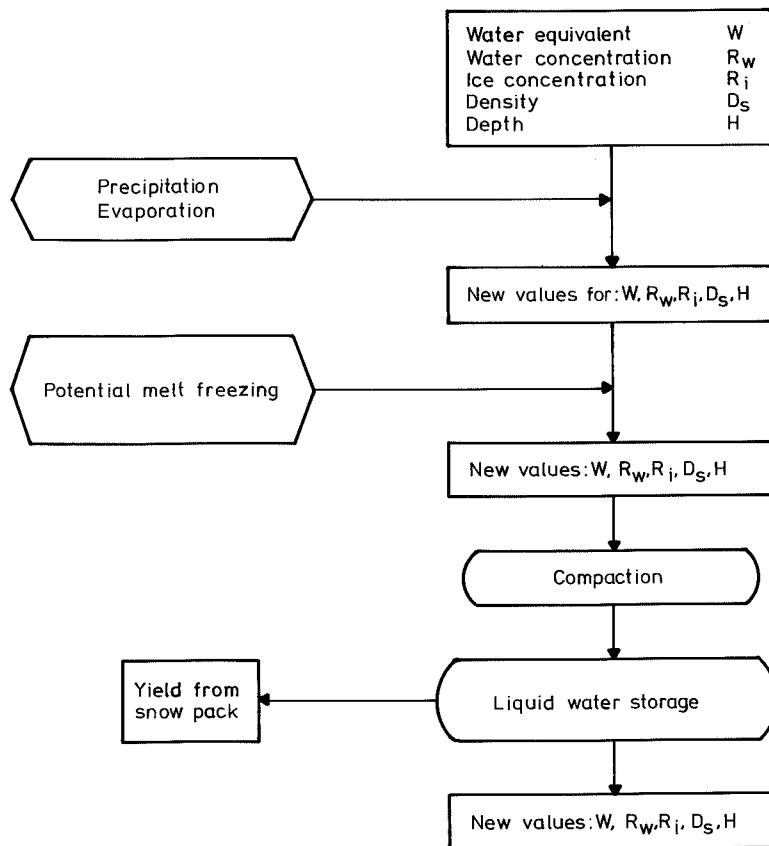 Water equivalent W
Water concentration Rw
Ice concentration Ri
Density Ds
Depth H
Precipitation
Evaporation
New values for: W, Rw, Ri, Ds, H
Potential melt freezing
New values: W, Rw, Ri, Ds, H
Compaction
Yield from
snow pack
Liquid water storage
New values: W, Rw, Ri, Ds, H